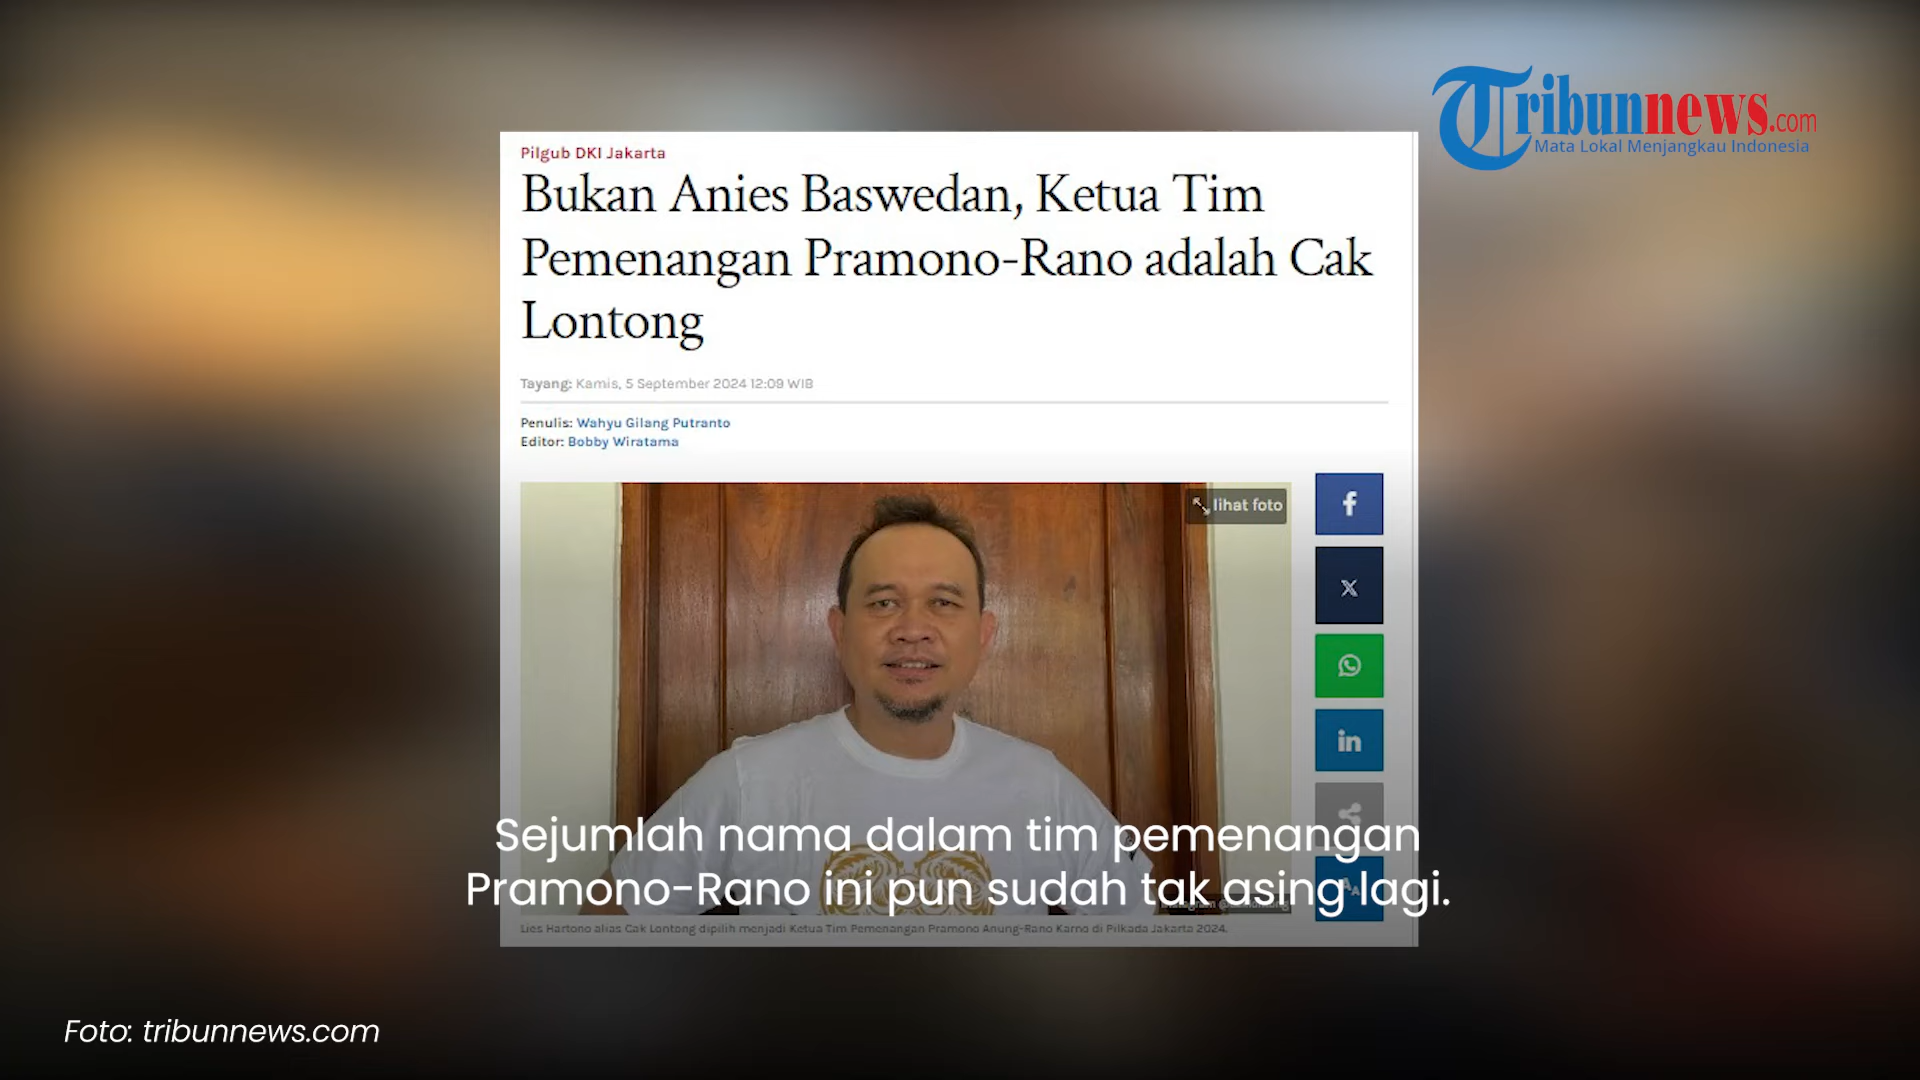 Tribunnews.com
Mata Lokal Menjangkau Indonesia
Pilgub DKI Jakarta
Bukan Anies Baswedan, Ketua Tim
Pemenangan Pramono-Rano adalah Cak
Lontong
Tayang: Kamis, 5 September 2024 12:09 WIB
Penulis: Wahyu Gilang Putranto
Editor: Bobby Wiratama
lihat foto
Sejumlah nama dalam tim pemenangan
Pramono-Rano ini pun sudah tak asing lagi.
Lies Hartono alias Cak Lontong dipilih menjadi Ketua Tim Pemenangan Pramono Anung-Rano Karno di Pilkada Jakarta 2024.
Foto: tribunnews.com